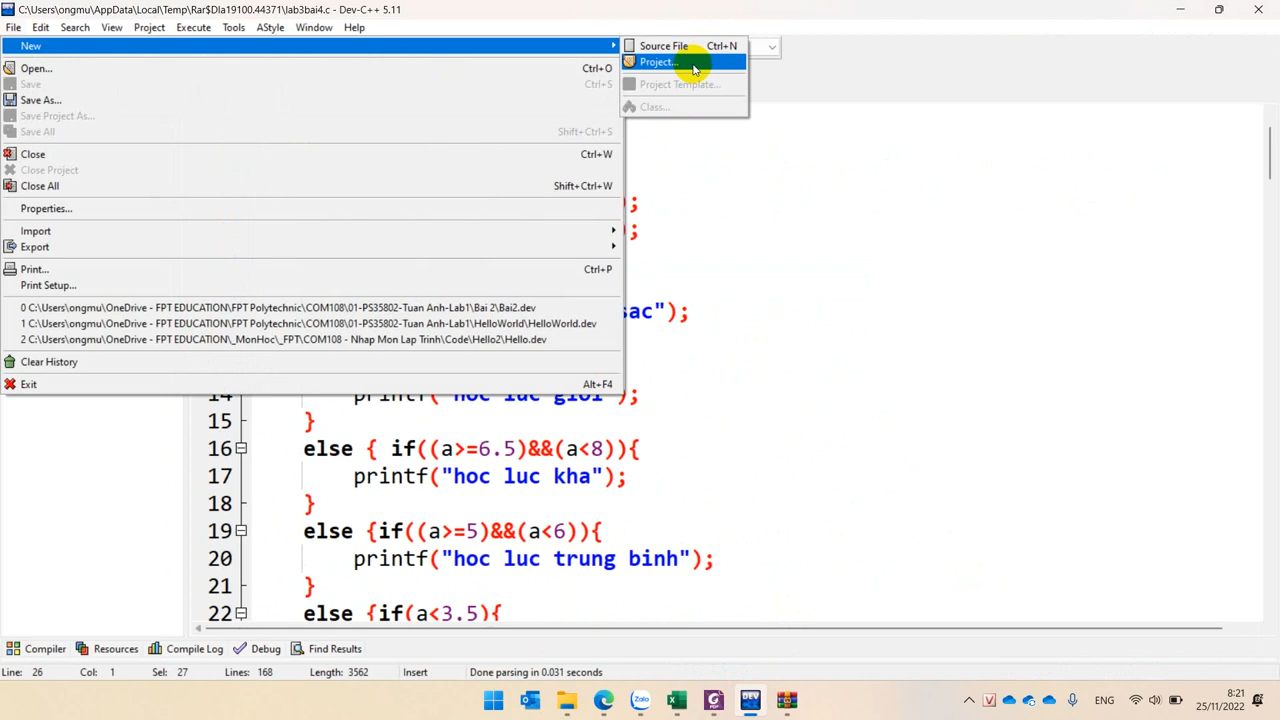 C:\Users\ongmu\AppData\Local\Temp\Rar$DIa19100.44371\lab3bai4.c - Dev-C++ 5.11
File Edit Search View Project Execute Tools AStyle Window Help
New
Source File Ctrl+N
Project...
Open... Ctrl+O
Save Ctrl+S
Project Template...
Save As...
Class...
Save Project As...
Save All Shift+Ctrl+S
Close Ctrl+W
Close Project
Close All Shift+Ctrl+W
);
Properties...
Import
);
Export
Print... Ctrl+P
Print Setup...
0 C:\Users\ongmu\OneDrive - FPT EDUCATION\FPT Polytechnic\COM108\01-PS35802-Tuan Anh-Lab1\Bai 2\Bai2.dev
sac");
1 C:\Users\ongmu\OneDrive - FPT EDUCATION\FPT Polytechnic\COM108\01-PS35802-Tuan Anh-Lab1\HelloWorld\HelloWorld.dev
2 C:\Users\ongmu\OneDrive - FPT EDUCATION\_MonHoc\_FPT\COM108 - Nhap Mon Lap Trinh\Code\Hello2\Hello.dev
Clear History
Exit Alt+F4
14 printf("hoc luc gioi");
15 }
16 else { if((a>=6.5)&&(a<8)){
17 printf("hoc luc kha");
18 }
19 else {if((a>=5)&&(a<6)){
20 printf("hoc luc trung binh");
21 }
22 else {if(a<3.5){
Compiler Resources Compile Log Debug Find Results
Line: 26 Col: 1 Sel: 27 Lines: 168 Length: 3562 Insert Done parsing in 0.031 seconds
Zalo
DEV
ENG
8:21
25/11/2022